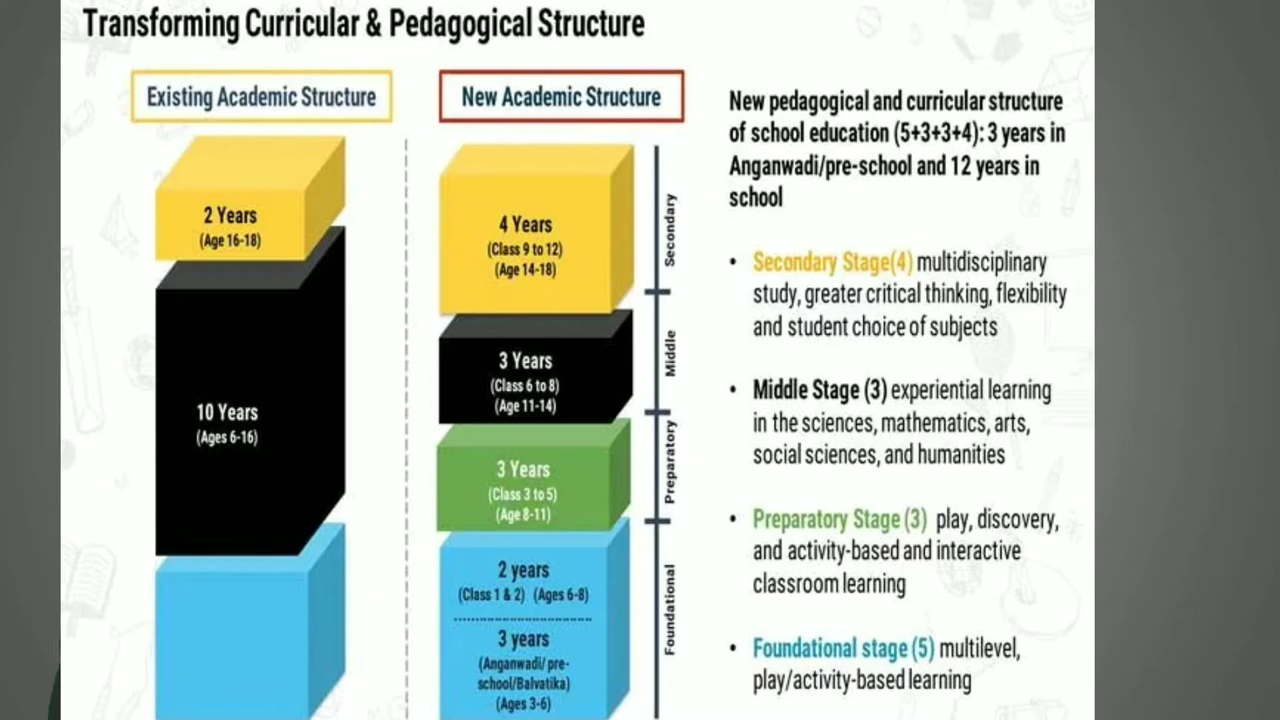 Transforming Curricular & Pedagogical Structure
Existing Academic Structure
2 Years
(Age 16-18)
10 Years
(Ages 6-16)
New Academic Structure
4 Years
(Class 9 to 12)
(Age 14-18)
3 Years
(Class 6 to 8)
(Age 11-14)
3 Years
(Class 3 to 5)
(Age 8-11)
2 years
(Class 1 & 2) (Ages 6-8)
3 years
(Anganwadi/ pre-
school/Balvatika)
(Ages 3-6)
Secondary
Middle
Preparatory
Foundational
New pedagogical and curricular structure
of school education (5+3+3+4): 3 years in
Anganwadi/pre-school and 12 years in
school
• Secondary Stage(4) multidisciplinary
study, greater critical thinking, flexibility
and student choice of subjects
• Middle Stage (3) experiential learning
in the sciences, mathematics, arts,
social sciences, and humanities
• Preparatory Stage (3) play, discovery,
and activity-based and interactive
classroom learning
• Foundational stage (5) multilevel,
play/activity-based learning